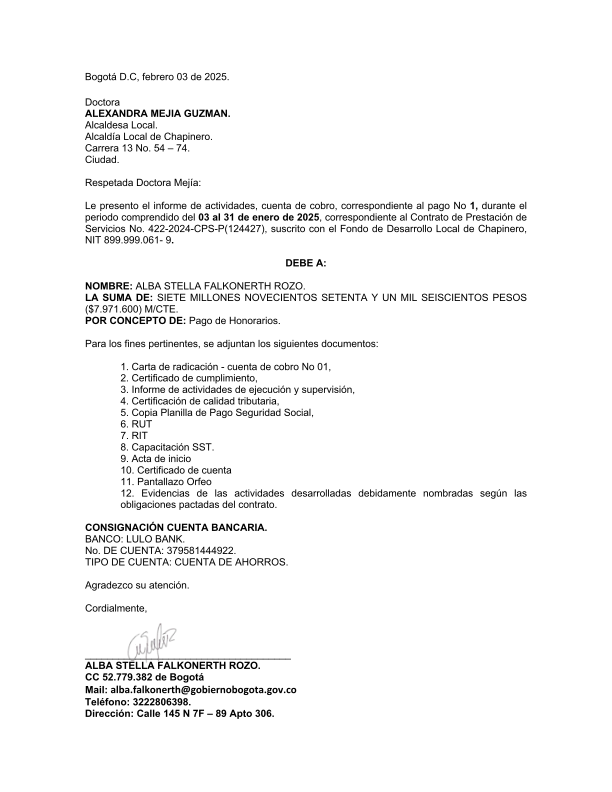 Bogotá D.C, febrero 03 de 2025.
Doctora
ALEXANDRA MEJIA GUZMAN.
Alcaldesa Local.
Alcaldía Local de Chapinero.
Carrera 13 No. 54 – 74.
Ciudad.
Respetada Doctora Mejía:
Le presento el informe de actividades, cuenta de cobro, correspondiente al pago No 1, durante el
periodo comprendido del 03 al 31 de enero de 2025, correspondiente al Contrato de Prestación de
Servicios No. 422-2024-CPS-P(124427), suscrito con el Fondo de Desarrollo Local de Chapinero,
NIT 899.999.061- 9.
DEBE A:
NOMBRE: ALBA STELLA FALKONERTH ROZO.
LA SUMA DE: SIETE MILLONES NOVECIENTOS SETENTA Y UN MIL SEISCIENTOS PESOS
($7.971.600) M/CTE.
POR CONCEPTO DE: Pago de Honorarios.
Para los fines pertinentes, se adjuntan los siguientes documentos:
1. Carta de radicación - cuenta de cobro No 01,
2. Certificado de cumplimiento,
3. Informe de actividades de ejecución y supervisión,
4. Certificación de calidad tributaria,
5. Copia Planilla de Pago Seguridad Social,
6. RUT
7. RIT
8. Capacitación SST.
9. Acta de inicio
10. Certificado de cuenta
11. Pantallazo Orfeo
12. Evidencias de las actividades desarrolladas debidamente nombradas según las
obligaciones pactadas del contrato.
CONSIGNACIÓN CUENTA BANCARIA.
BANCO: LULO BANK.
No. DE CUENTA: 379581444922.
TIPO DE CUENTA: CUENTA DE AHORROS.
Agradezco su atención.
Cordialmente,
ALBA STELLA FALKONERTH ROZO.
CC 52.779.382 de Bogotá
Mail: alba.falkonerth@gobiernobogota.gov.co
Teléfono: 3222806398.
Dirección: Calle 145 N 7F – 89 Apto 306.